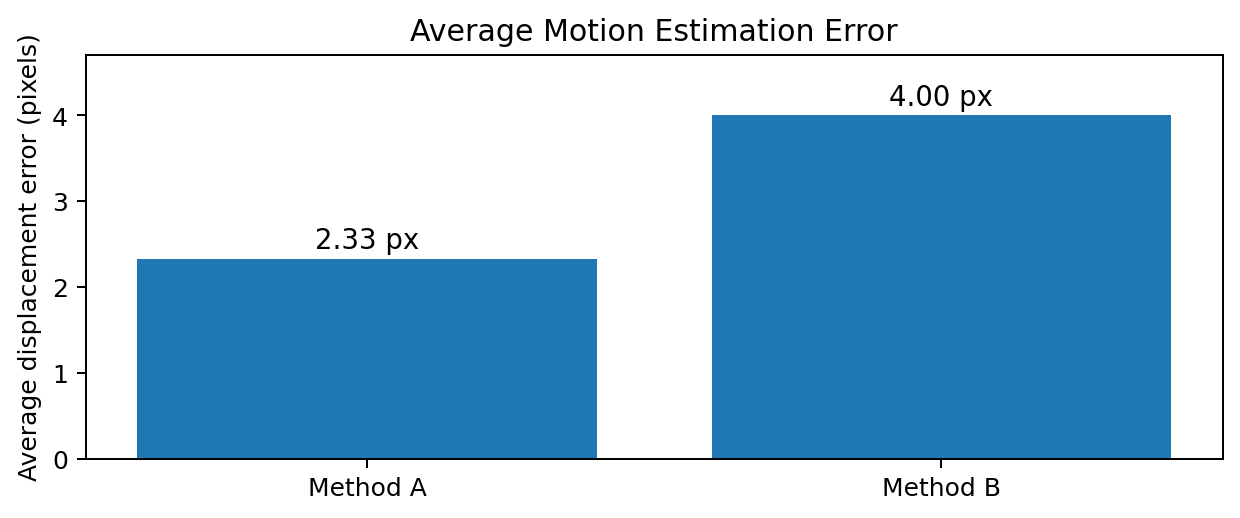 Average Motion Estimation Error
Average displacement error (pixels)
4
3
2
1
0
2.33 px
4.00 px
Method A
Method B